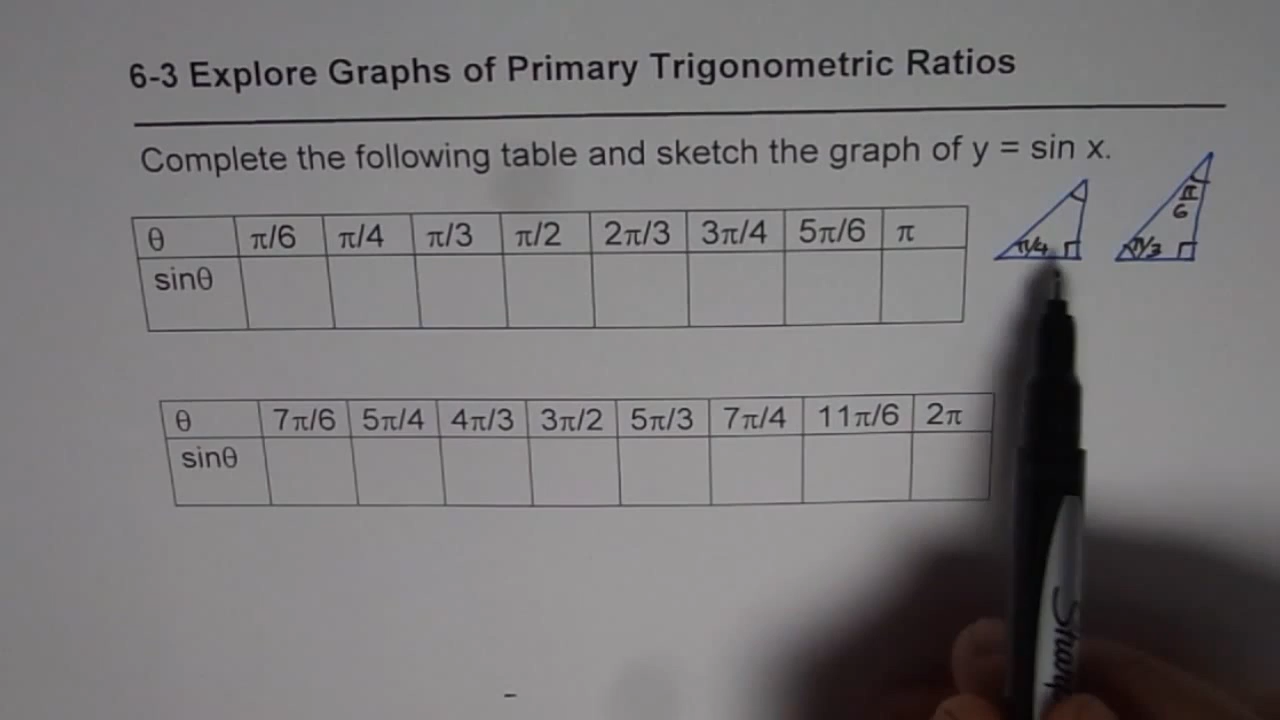 6-3 Explore Graphs of Primary Trigonometric Ratios
Complete the following table and sketch the graph of y = sin x.
θ π/6 π/4 π/3 π/2 2π/3 3π/4 5π/6 π
sinθ
π/4
π/3
π
6
θ 7π/6 5π/4 4π/3 3π/2 5π/3 7π/4 11π/6 2π
sinθ